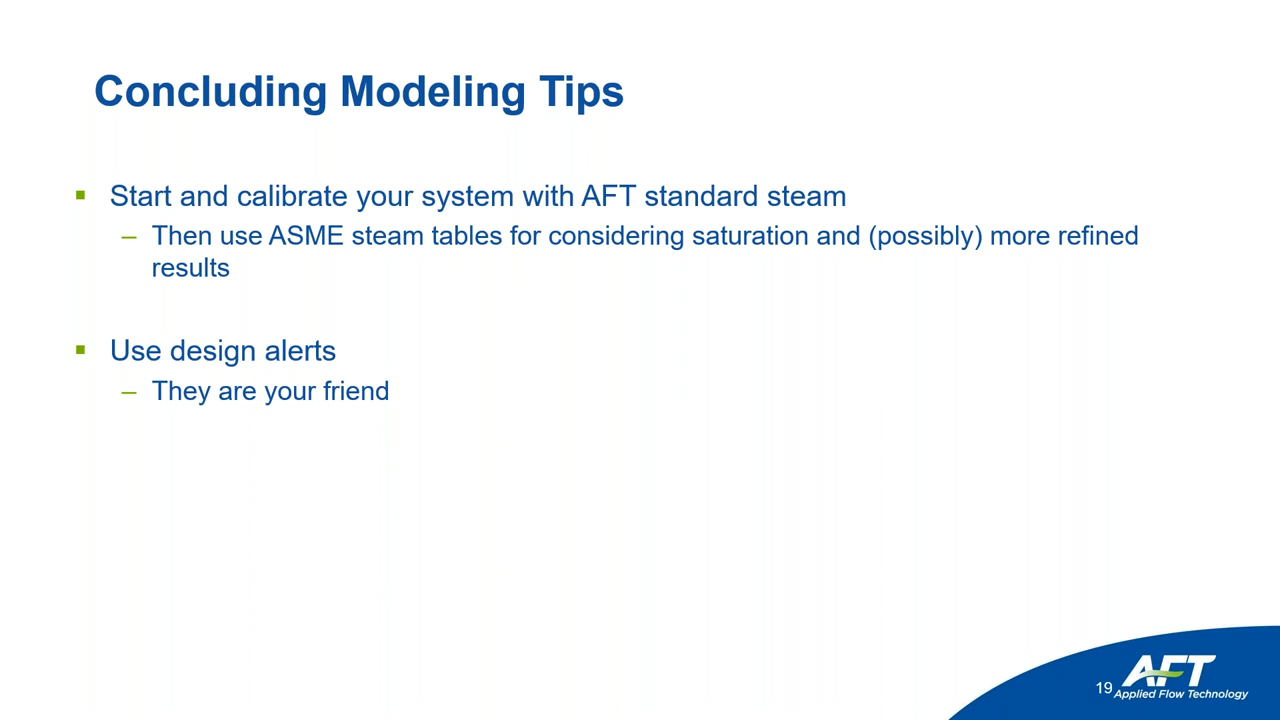 Concluding Modeling Tips
Start and calibrate your system with AFT standard steam
– Then use ASME steam tables for considering saturation and (possibly) more refined
results
Use design alerts
– They are your friend
19
AFT
Applied Flow Technology